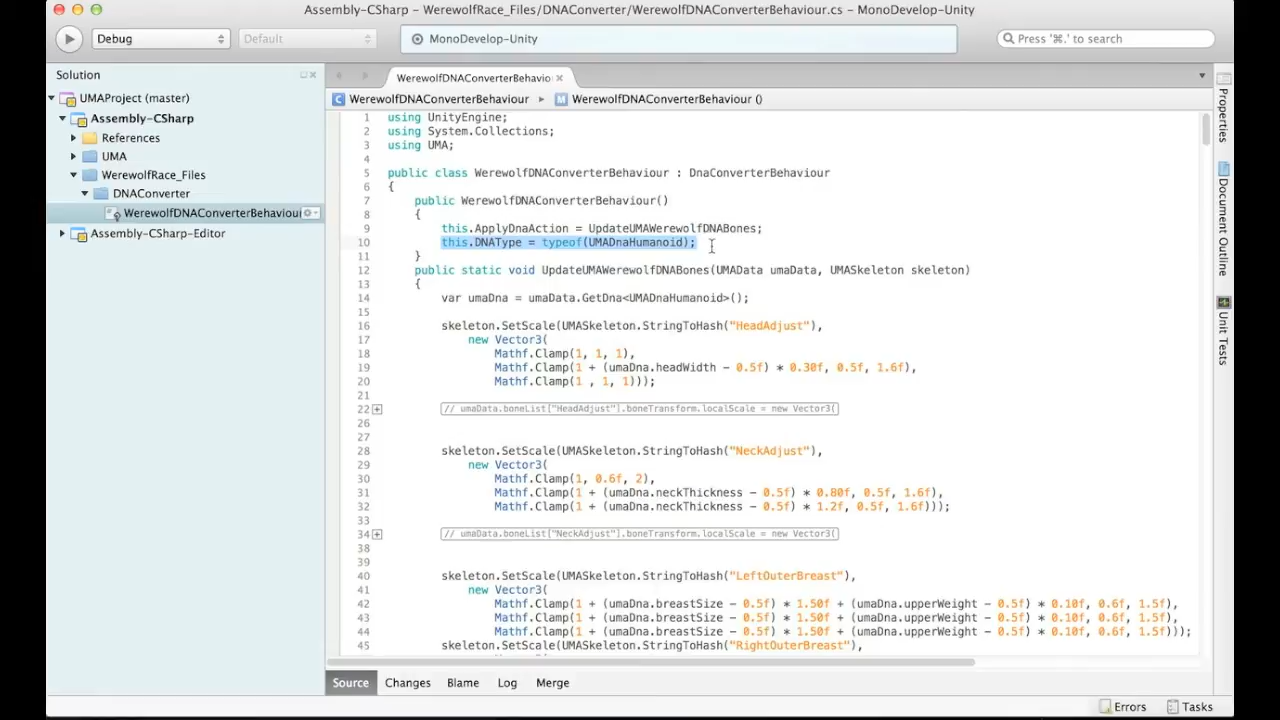 Assembly-CSharp – WerewolfRace_Files/DNAConverter/WerewolfDNAConverterBehaviour.cs – MonoDevelop-Unity
Debug
Default
MonoDevelop-Unity
Press '⌘.' to search
Solution
UMAProject (master)
Assembly-CSharp
References
UMA
WerewolfRace_Files
DNAConverter
WerewolfDNAConverterBehaviour
Assembly-CSharp-Editor
WerewolfDNAConverterBehavio
WerewolfDNAConverterBehaviour
WerewolfDNAConverterBehaviour ()
1 using UnityEngine;
2 using System.Collections;
3 using UMA;
4
5 public class WerewolfDNAConverterBehaviour : DnaConverterBehaviour
6 {
7 public WerewolfDNAConverterBehaviour()
8 {
9 this.ApplyDnaAction = UpdateUMAWerewolfDNABones;
10 this.DNAType = typeof(UMADnaHumanoid);
11 }
12 public static void UpdateUMAWerewolfDNABones(UMAData umaData, UMASkeleton skeleton)
13 {
14 var umaDna = umaData.GetDna<UMADnaHumanoid>();
15
16 skeleton.SetScale(UMASkeleton.StringToHash("HeadAdjust"),
17 new Vector3(
18 Mathf.Clamp(1, 1, 1),
19 Mathf.Clamp(1 + (umaDna.headWidth - 0.5f) * 0.30f, 0.5f, 1.6f),
20 Mathf.Clamp(1 , 1, 1)));
21
22 // umaData.boneList["HeadAdjust"].boneTransform.localScale = new Vector3(
26
27
28 skeleton.SetScale(UMASkeleton.StringToHash("NeckAdjust"),
29 new Vector3(
30 Mathf.Clamp(1, 0.6f, 2),
31 Mathf.Clamp(1 + (umaDna.neckThickness - 0.5f) * 0.80f, 0.5f, 1.6f),
32 Mathf.Clamp(1 + (umaDna.neckThickness - 0.5f) * 1.2f, 0.5f, 1.6f)));
33
34 // umaData.boneList["NeckAdjust"].boneTransform.localScale = new Vector3(
38
39
40 skeleton.SetScale(UMASkeleton.StringToHash("LeftOuterBreast"),
41 new Vector3(
42 Mathf.Clamp(1 + (umaDna.breastSize - 0.5f) * 1.50f + (umaDna.upperWeight - 0.5f) * 0.10f, 0.6f, 1.5f),
43 Mathf.Clamp(1 + (umaDna.breastSize - 0.5f) * 1.50f + (umaDna.upperWeight - 0.5f) * 0.10f, 0.6f, 1.5f),
44 Mathf.Clamp(1 + (umaDna.breastSize - 0.5f) * 1.50f + (umaDna.upperWeight - 0.5f) * 0.10f, 0.6f, 1.5f)));
45 skeleton.SetScale(UMASkeleton.StringToHash("RightOuterBreast"),
Properties
Document Outline
Unit Tests
Source
Changes
Blame
Log
Merge
Errors
Tasks